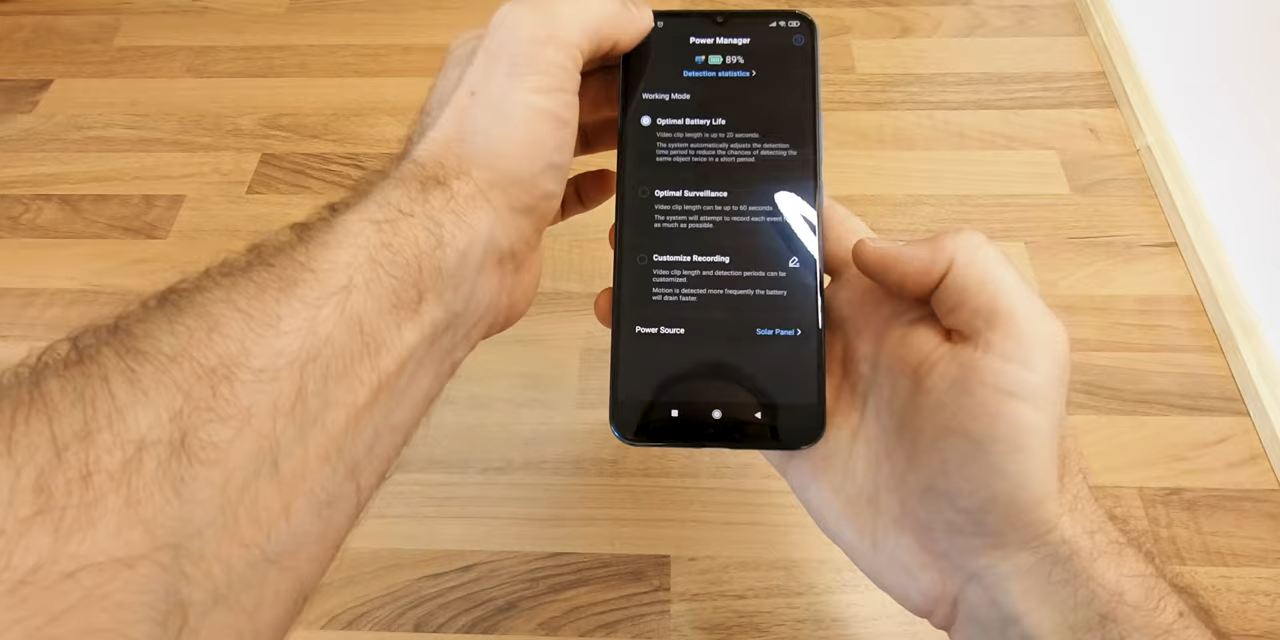 Power Manager
89%
Detection statistics >
Working Mode
Optimal Battery Life
Video clip length is up to 20 seconds.
The system automatically adjusts the detection
time period to reduce the chances of detecting the
same object twice in a short period.
Optimal Surveillance
Video clip length can be up to 60 seconds
The system will attempt to record each event
as much as possible.
Customize Recording
Video clip length and detection periods can be
customized.
Motion is detected more frequently the battery
will drain faster.
Power Source
Solar Panel >